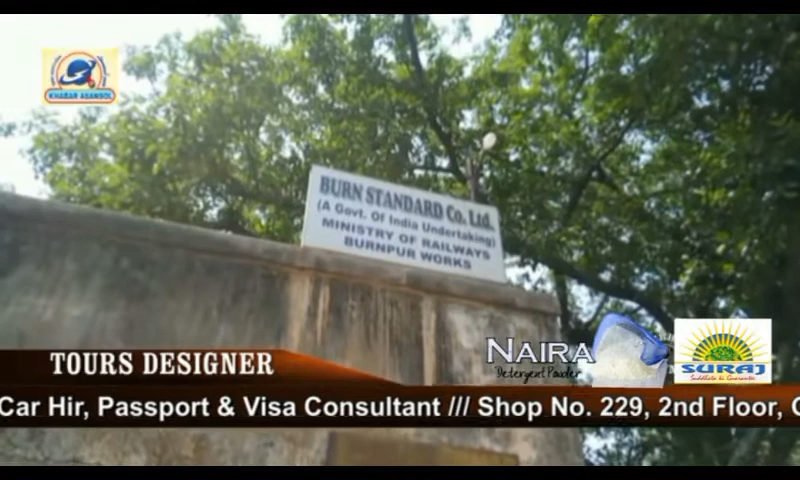 KHABAR ASANSOL
BURN STANDARD Co. Ltd.
(A Govt. Of India Undertaking)
MINISTRY OF RAILWAYS
BURNPUR WORKS
NAIRA
Detergent Powder
SURAJ
TOURS DESIGNER
Car Hir, Passport & Visa Consultant /// Shop No. 229, 2nd Floor, C